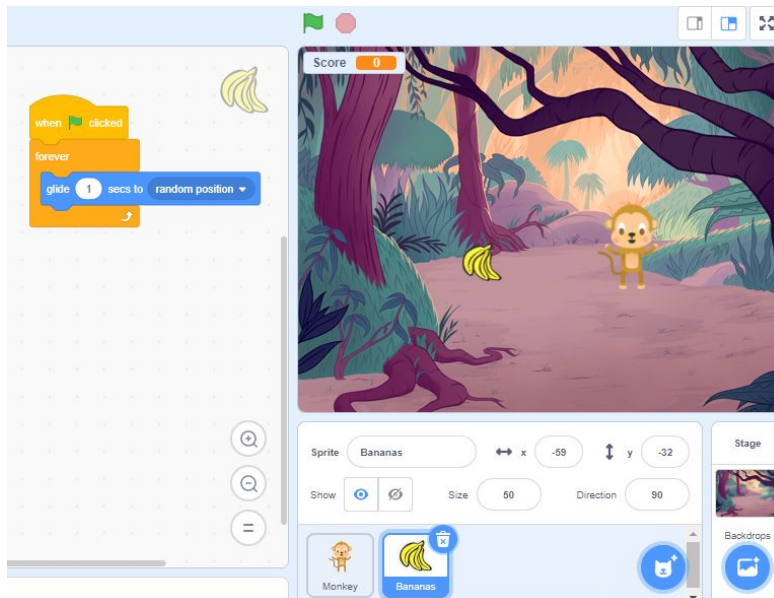 Score 0
when clicked
forever
glide 1 secs to random position
Sprite Bananas x -59 y -32
Show Size 50 Direction 90
Stage
Backdrops
Monkey
Bananas